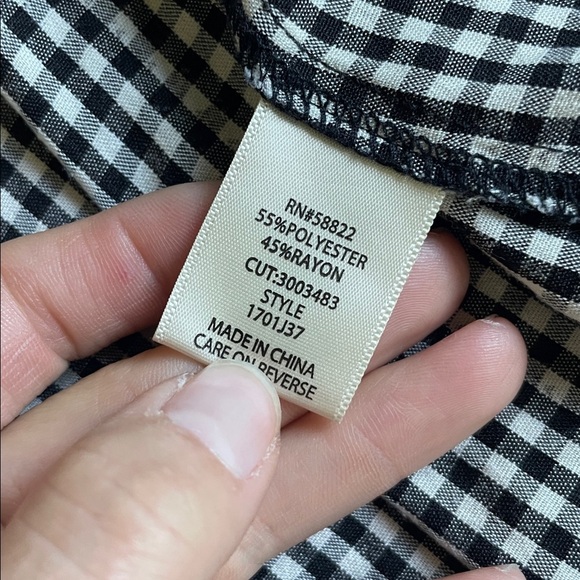 RN#58822
55%POLYESTER
45%RAYON
CUT:3003483
STYLE
1701J37
MADE IN CHINA
CARE ON REVERSE